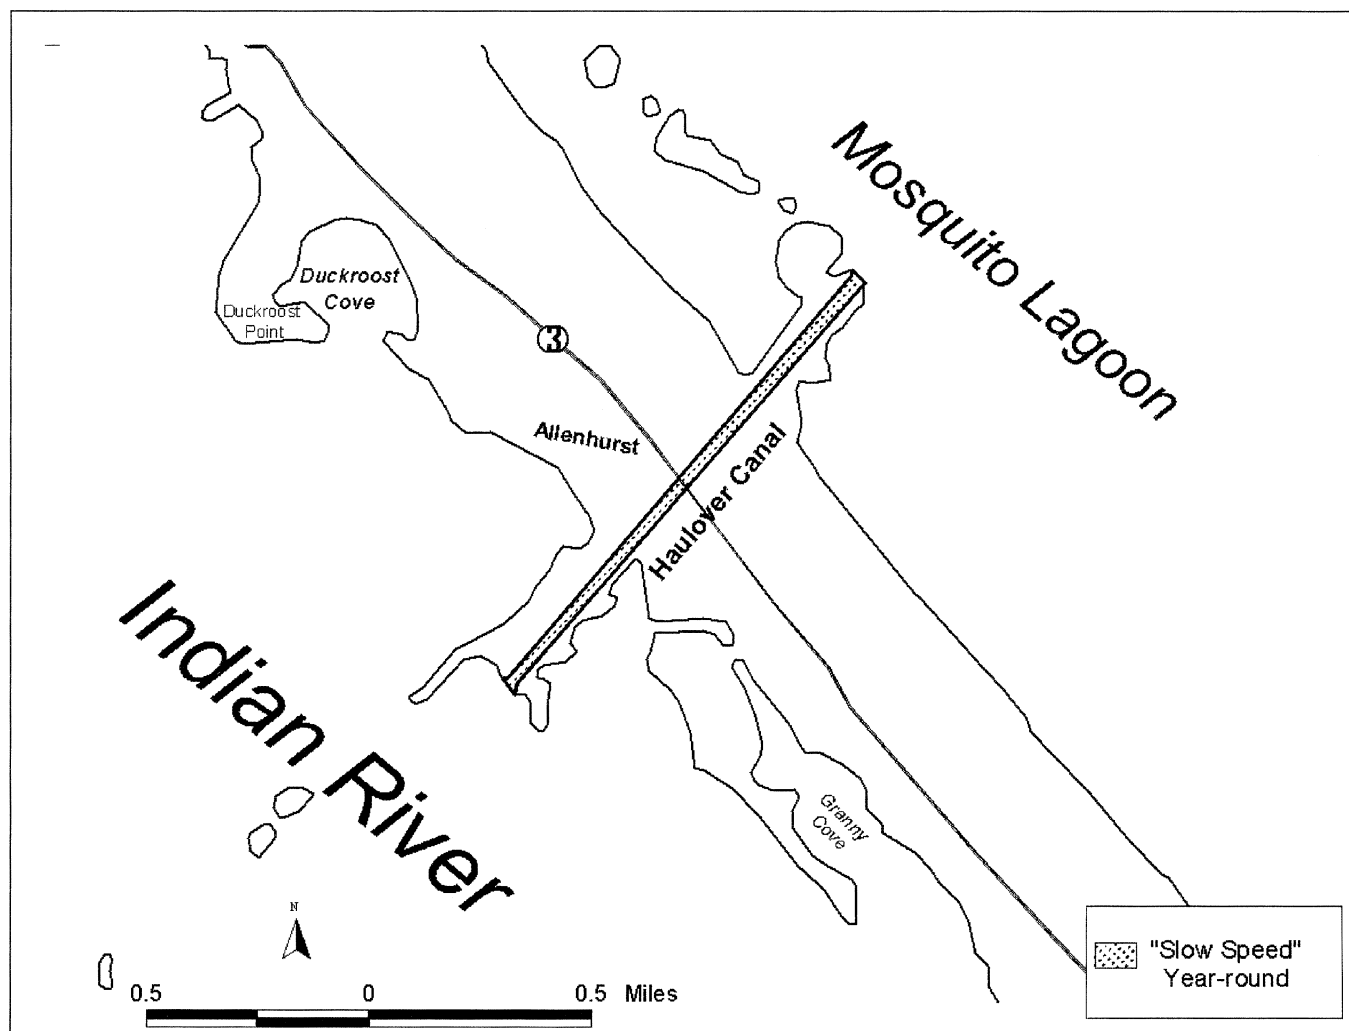 Mosquito Lagoon
Duckroost
Cove
Duckroost
Point
3
Allenhurst
Haulover Canal
Indian River
Granny
Cove
N
0.5 0 0.5 Miles
"Slow Speed"
Year-round